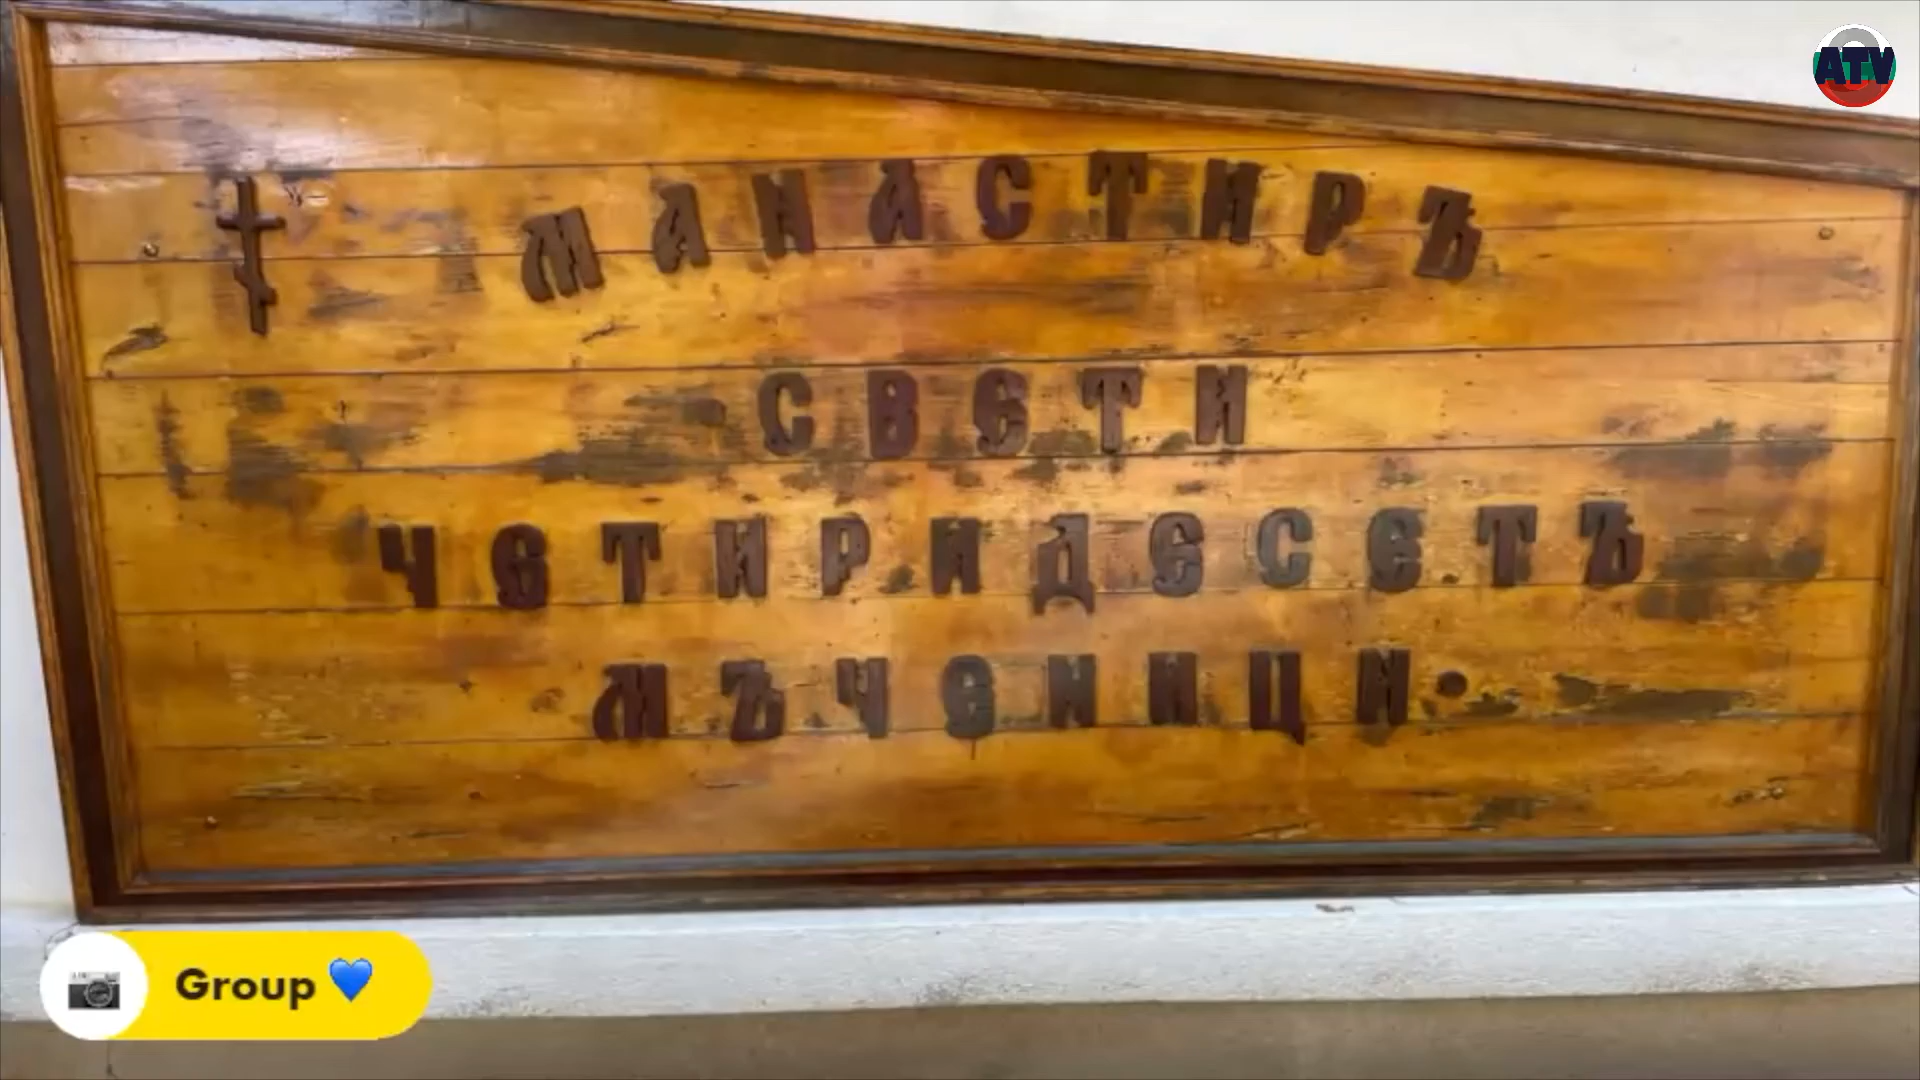 ATV
МАНАСТИРЪ
СВЕТИ
ЧЕТИРИДЕСЕТЪ
МЪЧЕНИЦИ
Group 💙